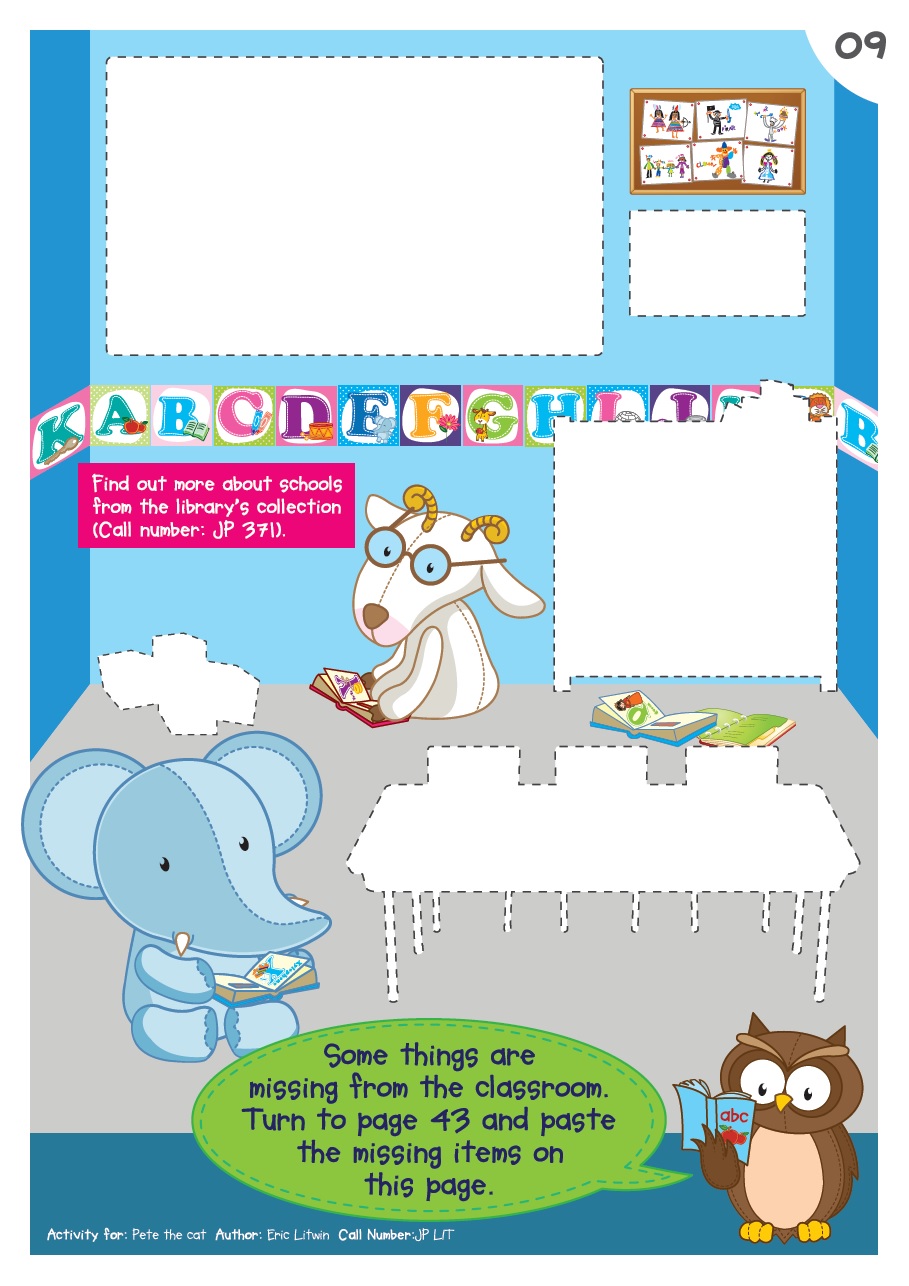 09
K A B C D E F G H I J B
Find out more about schools
from the library's collection
(Call number: JP 371).
abc
Some things are
missing from the classroom.
Turn to page 43 and paste
the missing items on
this page.
Activity for: Pete the cat Author: Eric Litwin Call Number:JP LIT